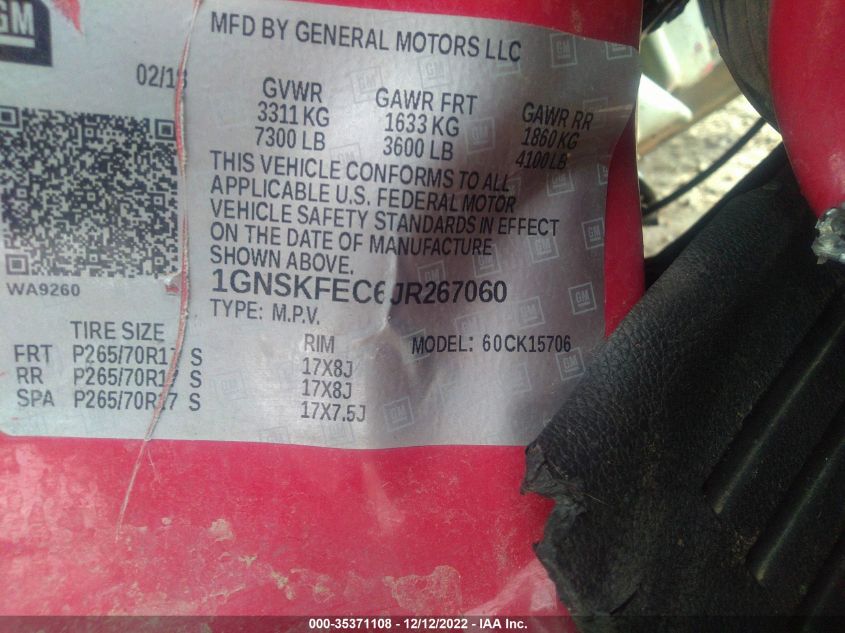 GM
MFD BY GENERAL MOTORS LLC
02/18
GVWR
3311 KG
7300 LB
GAWR FRT
1633 KG
3600 LB
GAWR RR
1860 KG
4100 LB
THIS VEHICLE CONFORMS TO ALL
APPLICABLE U.S. FEDERAL MOTOR
VEHICLE SAFETY STANDARDS IN EFFECT
ON THE DATE OF MANUFACTURE
SHOWN ABOVE.
WA9260
1GNSKFEC6JR267060
TYPE: M.P.V.
MODEL: 60CK15706
TIRE SIZE RIM
FRT P265/70R17 S 17X8J
RR P265/70R17 S 17X8J
SPA P265/70R17 S 17X7.5J
000-35371108 - 12/12/2022 - IAA Inc.